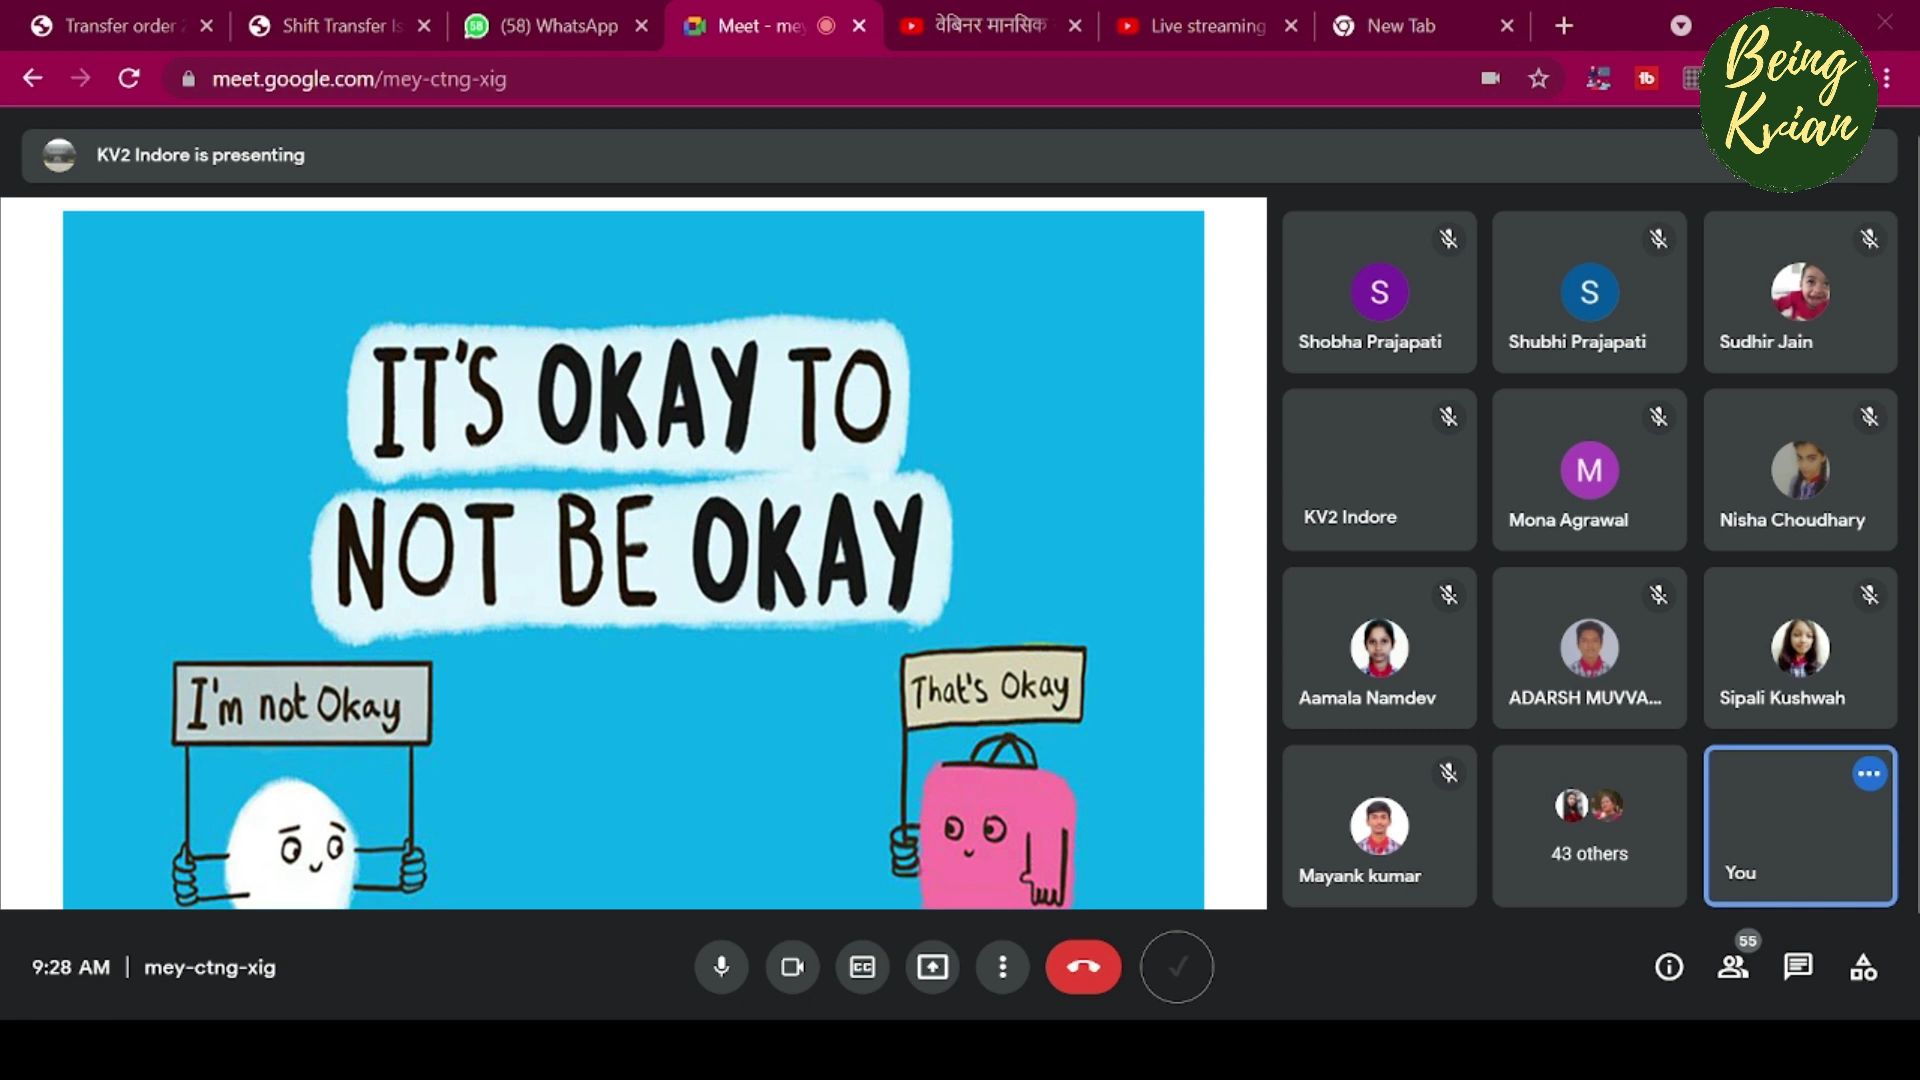 Transfer order
Shift Transfer Is
(58) WhatsApp
Meet - mey
वेबिनर मानसिक
Live streaming
New Tab
meet.google.com/mey-ctng-xig
Being
Kvian
KV2 Indore is presenting
IT'S OKAY TO
NOT BE OKAY
I'm not Okay
That's Okay
S
Shobha Prajapati
S
Shubhi Prajapati
Sudhir Jain
KV2 Indore
M
Mona Agrawal
Nisha Choudhary
Aamala Namdev
ADARSH MUVVA...
Sipali Kushwah
Mayank kumar
43 others
You
9:28 AM | mey-ctng-xig
CC
55